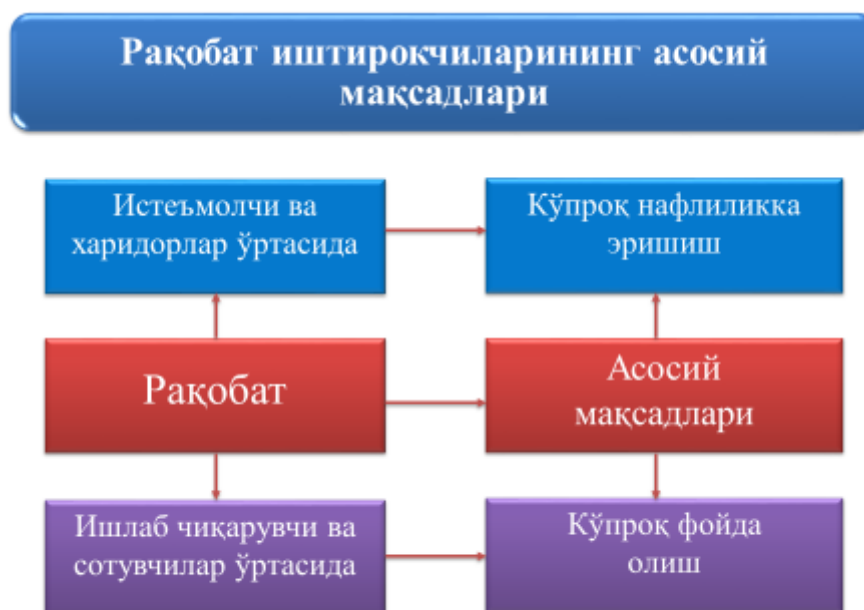 Рақобат иштирокчиларининг асосий
мақсадлари
Истеъмолчи ва
харидорлар ўртасида
Кўпроқ нафлиликка
эришиш
Рақобат
Асосий
мақсадлари
Ишлаб чиқарувчи ва
сотувчилар ўртасида
Кўпроқ фойда
олиш